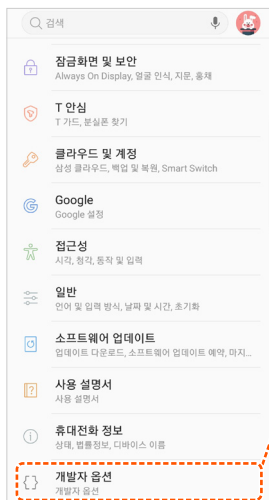 검색
잠금화면 및 보안
Always On Display, 얼굴 인식, 지문, 홍채
T 안심
T 가드, 분실폰 찾기
클라우드 및 계정
삼성 클라우드, 백업 및 복원, Smart Switch
Google
Google 설정
접근성
시각, 청각, 동작 및 입력
일반
언어 및 입력 방식, 날짜 및 시간, 초기화
소프트웨어 업데이트
업데이트 다운로드, 소프트웨어 업데이트 예약, 마지...
사용 설명서
사용 설명서
휴대전화 정보
상태, 법률정보, 디바이스 이름
개발자 옵션
개발자 옵션